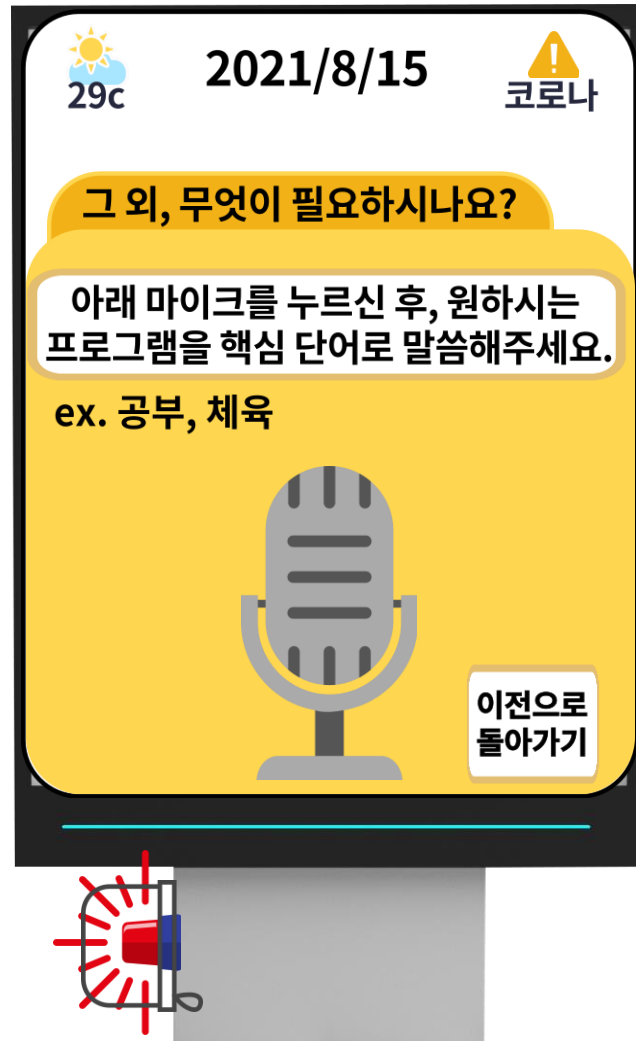 29c
2021/8/15
코로나
그 외, 무엇이 필요하시나요?
아래 마이크를 누르신 후, 원하시는
프로그램을 핵심 단어로 말씀해주세요.
ex. 공부, 체육
이전으로
돌아가기